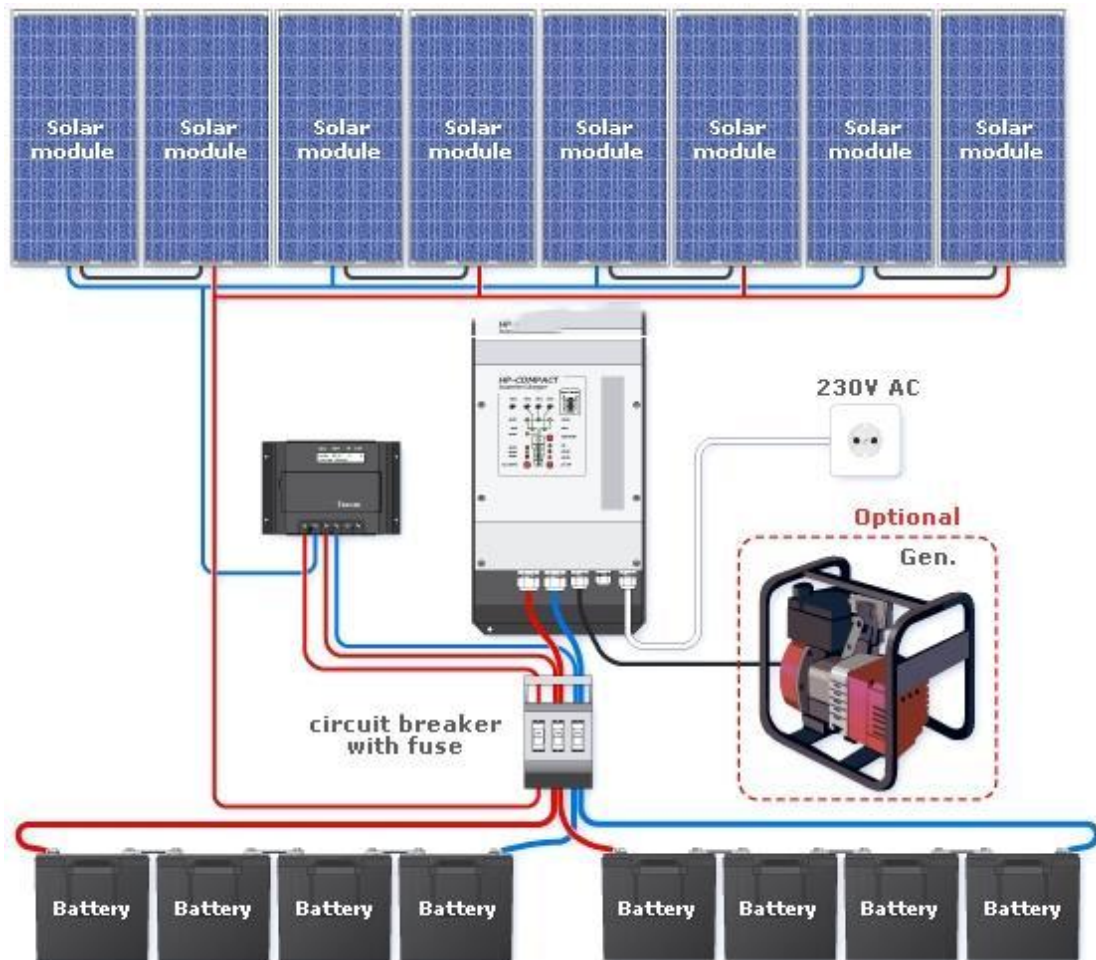 Solar
module
Solar
module
Solar
module
Solar
module
Solar
module
Solar
module
Solar
module
Solar
module
HP-COMPACT
230V AC
Optional
Gen.
circuit breaker
with fuse
Battery
Battery
Battery
Battery
Battery
Battery
Battery
Battery